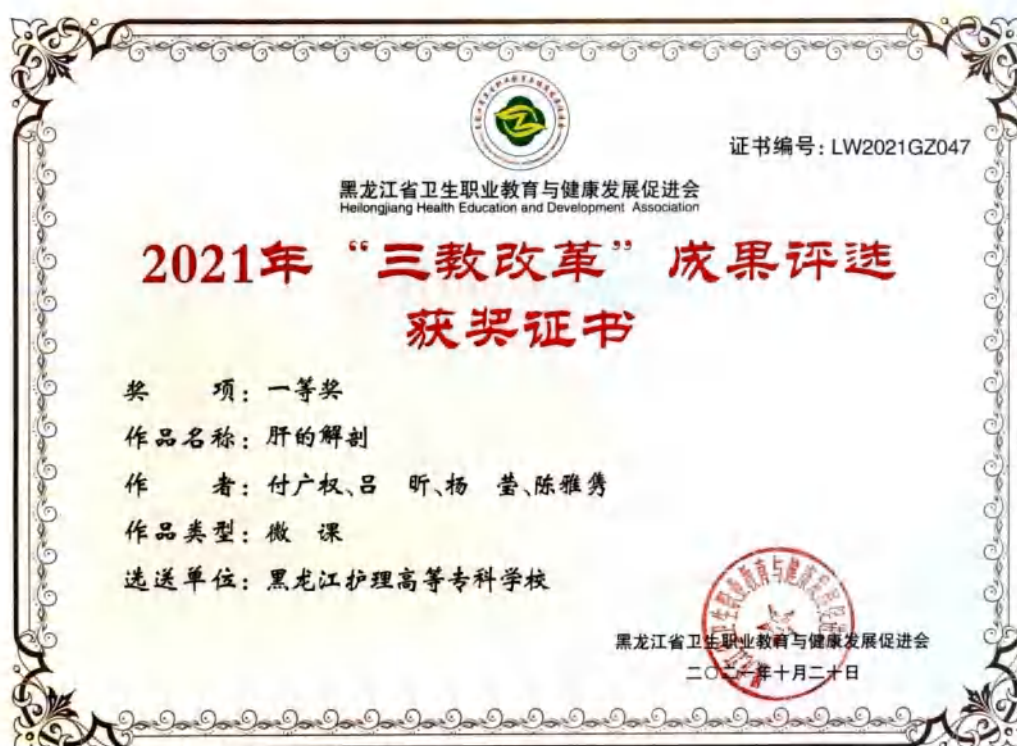 证书编号：LW2021GZ047
黑龙江省卫生职业教育与健康发展促进会
Heilongjiang Health Education and Development Association
2021年“三教改革”成果评选
获奖证书
奖 项：一等奖
作品名称：肝的解剖
作 者：付广权、吕 昕、杨 莹、陈雅隽
作品类型：微 课
选送单位：黑龙江护理高等专科学校
黑龙江省卫生职业教育与健康发展促进会
二〇二一年十月二十日